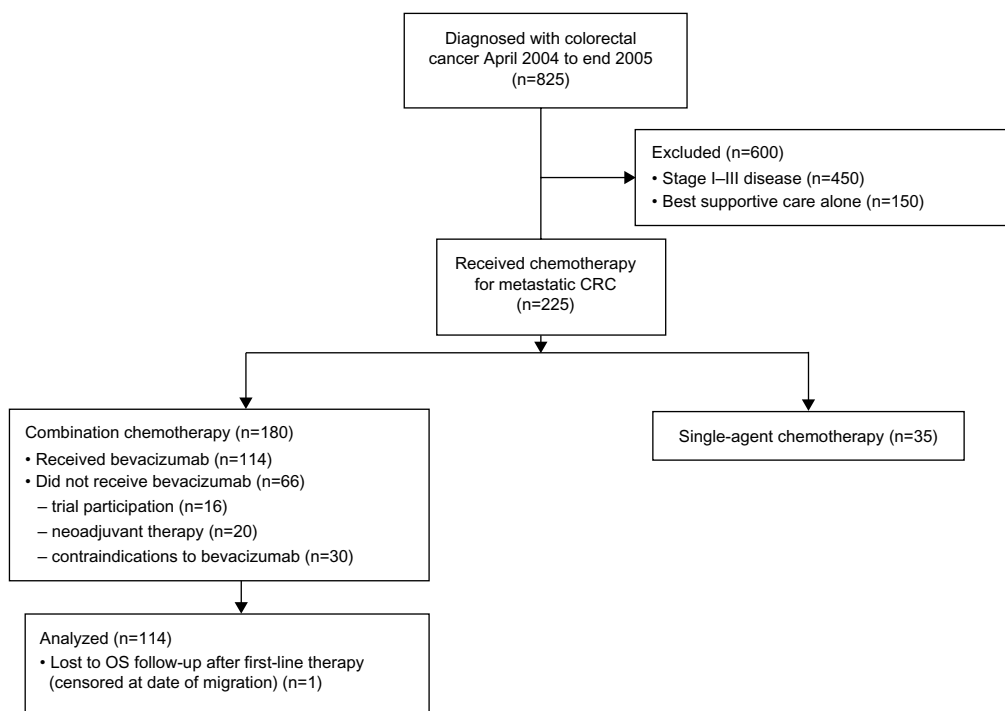 Diagnosed with colorectal
cancer April 2004 to end 2005
(n=825)
Excluded (n=600)
• Stage I–III disease (n=450)
• Best supportive care alone (n=150)
Received chemotherapy
for metastatic CRC
(n=225)
Combination chemotherapy (n=180)
• Received bevacizumab (n=114)
• Did not receive bevacizumab (n=66)
– trial participation (n=16)
– neoadjuvant therapy (n=20)
– contraindications to bevacizumab (n=30)
Single-agent chemotherapy (n=35)
Analyzed (n=114)
• Lost to OS follow-up after first-line therapy
(censored at date of migration) (n=1)